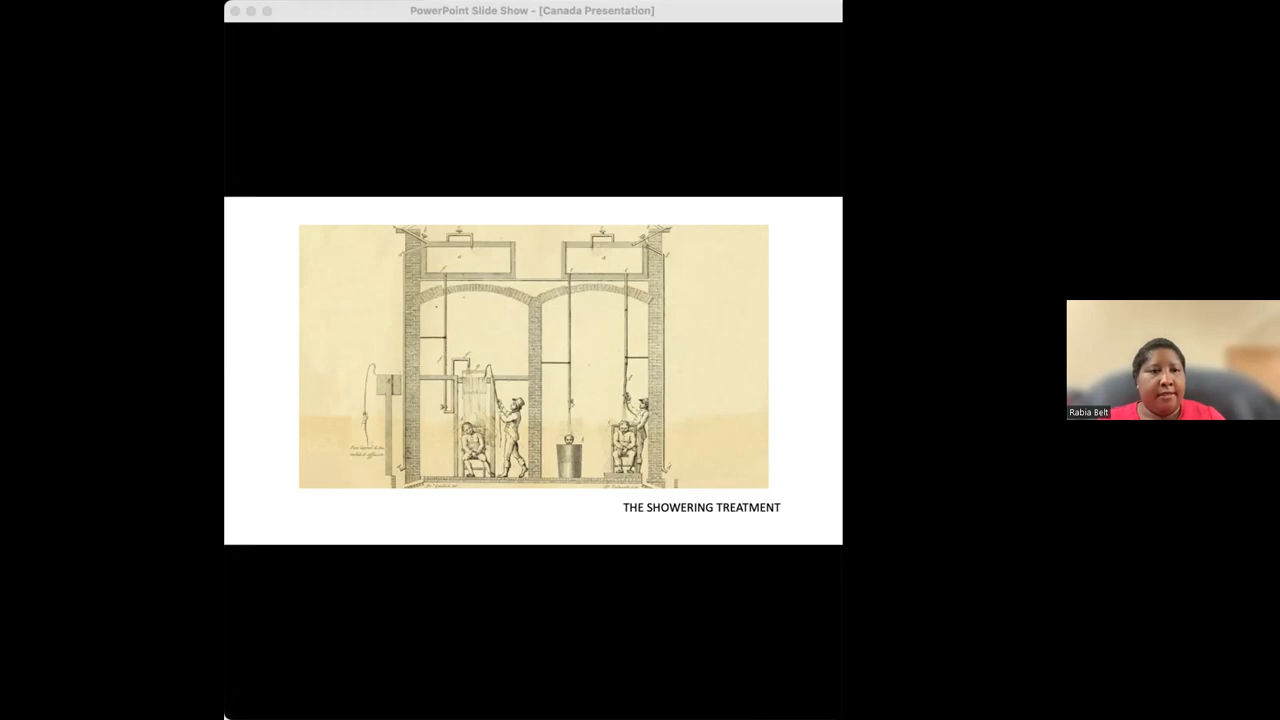 PowerPoint Slide Show - [Canada Presentation]
THE SHOWERING TREATMENT
Rabia Belt